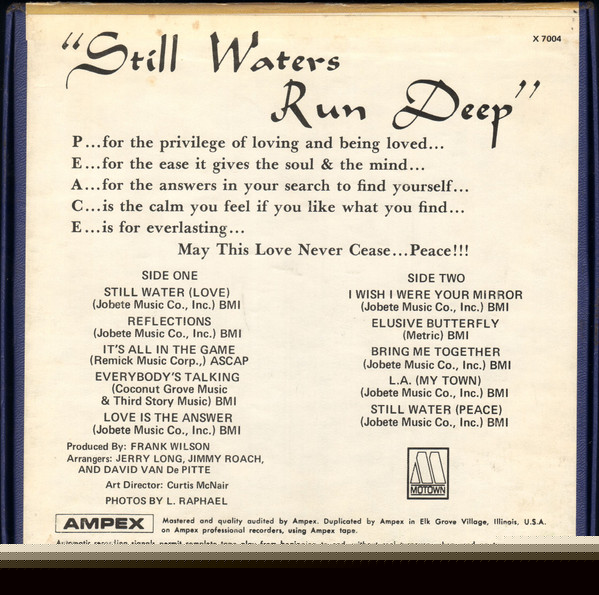 X 7004
"Still Waters
Run Deep"
P...for the privilege of loving and being loved...
E...for the ease it gives the soul & the mind...
A...for the answers in your search to find yourself...
C...is the calm you feel if you like what you find...
E...is for everlasting...
May This Love Never Cease...Peace!!!
SIDE ONE
STILL WATER (LOVE)
(Jobete Music Co., Inc.) BMI
REFLECTIONS
(Jobete Music Co., Inc.) BMI
IT'S ALL IN THE GAME
(Remick Music Corp.,) ASCAP
EVERYBODY'S TALKING
(Coconut Grove Music
& Third Story Music) BMI
LOVE IS THE ANSWER
(Jobete Music Co., Inc.) BMI
SIDE TWO
I WISH I WERE YOUR MIRROR
(Jobete Music Co., Inc.) BMI
ELUSIVE BUTTERFLY
(Metric) BMI
BRING ME TOGETHER
(Jobete Music Co., Inc.) BMI
L.A. (MY TOWN)
(Jobete Music Co., Inc.) BMI
STILL WATER (PEACE)
(Jobete Music Co., Inc.) BMI
Produced By: FRANK WILSON
Arrangers: JERRY LONG, JIMMY ROACH,
AND DAVID VAN De PITTE
Art Director: Curtis McNair
PHOTOS BY L. RAPHAEL
MOTOWN
AMPEX
Mastered and quality audited by Ampex. Duplicated by Ampex in Elk Grove Village, Illinois, U.S.A.
on Ampex professional recorders, using Ampex tape.